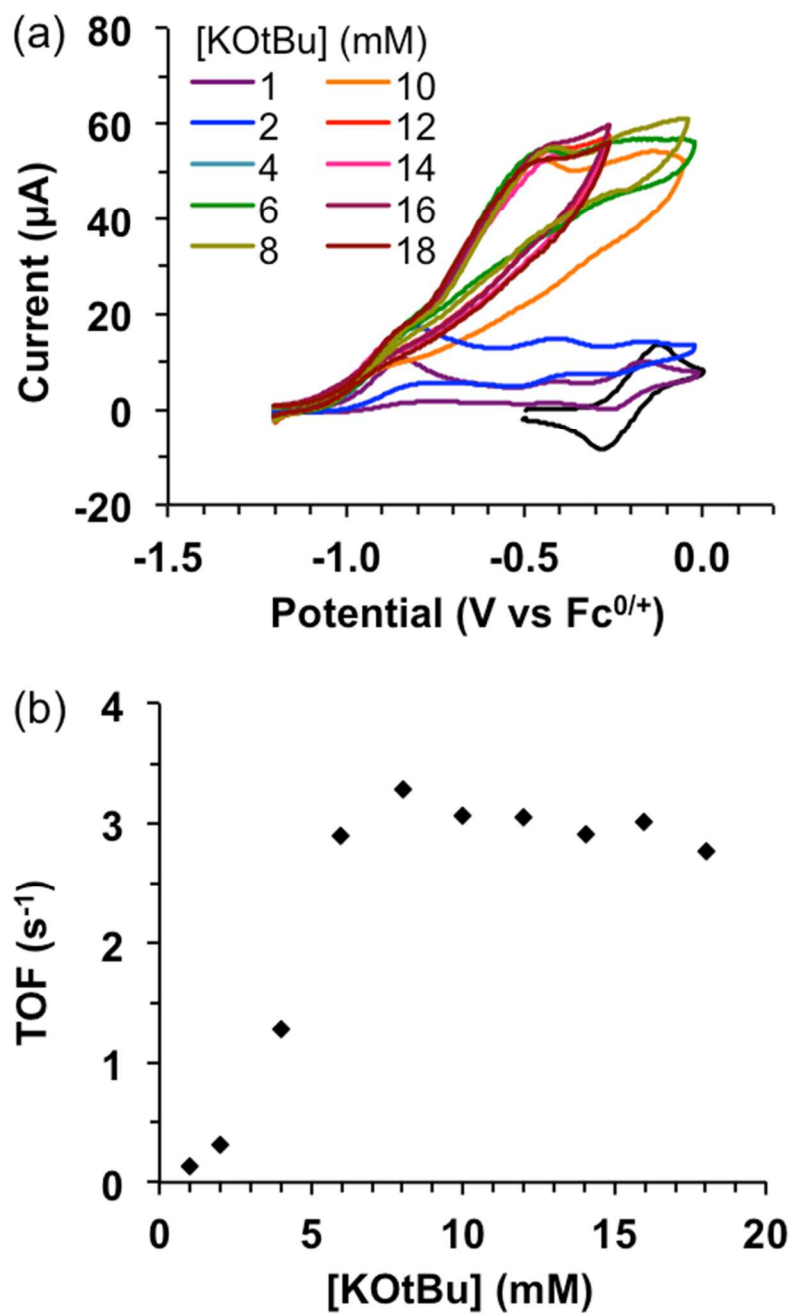 (a)
[KOtBu] (mM)
1 10
2 12
4 14
6 16
8 18
80
60
40
20
0
-20
Current (µA)
-1.5 -1.0 -0.5 0.0
Potential (V vs Fc⁰/⁺)
(b)
4
3
2
1
0
TOF (s⁻¹)
0 5 10 15 20
[KOtBu] (mM)